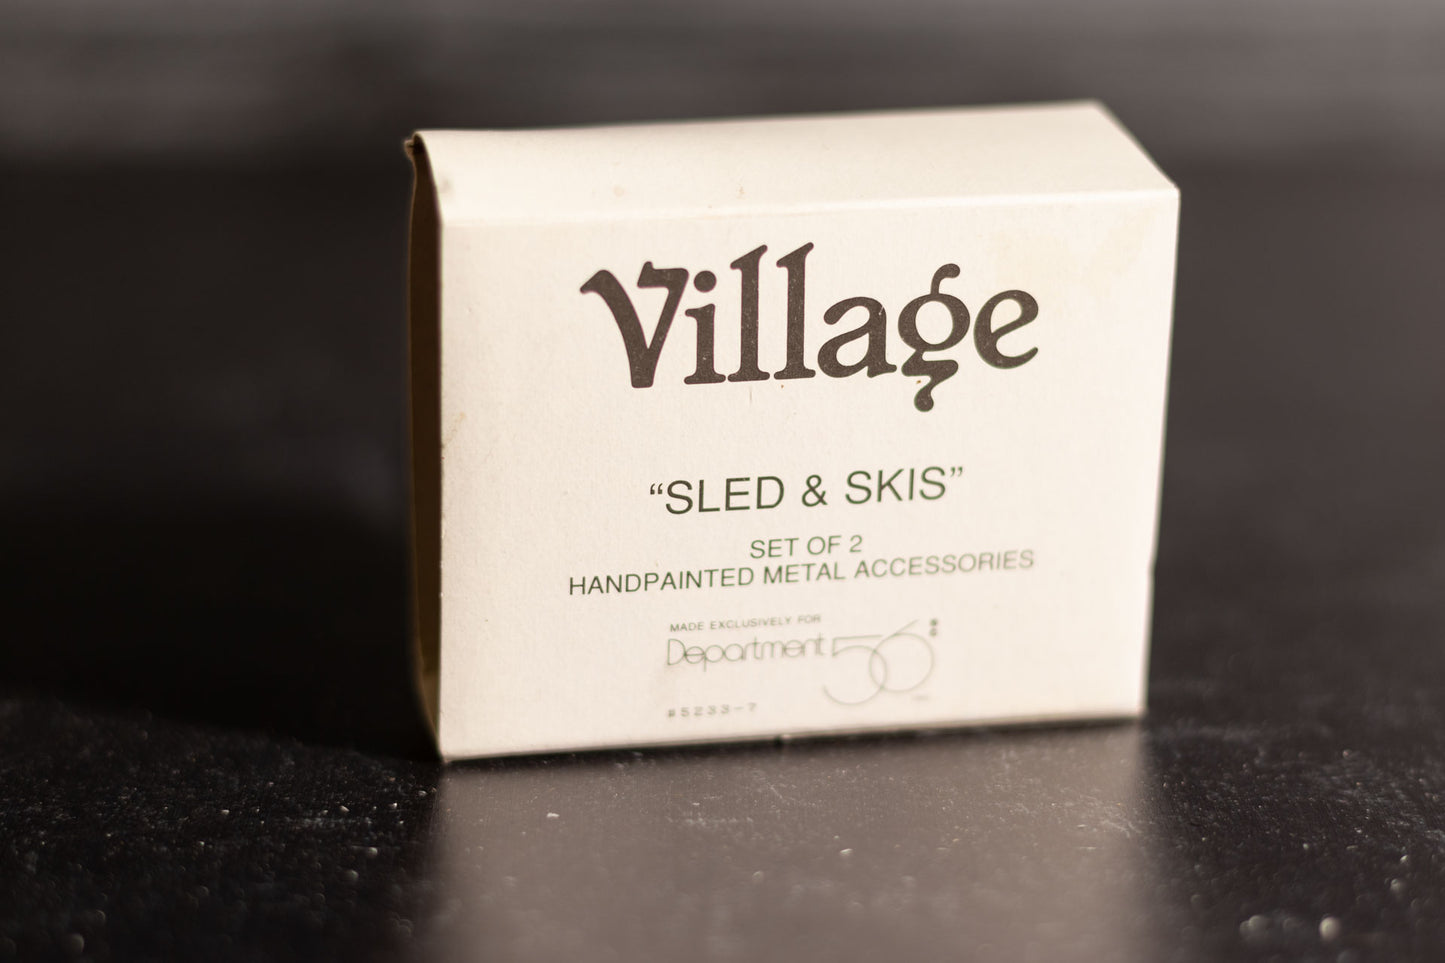 Village
“SLED & SKIS”
SET OF 2
HANDPAINTED METAL ACCESSORIES
MADE EXCLUSIVELY FOR
Department 56
#5233-7